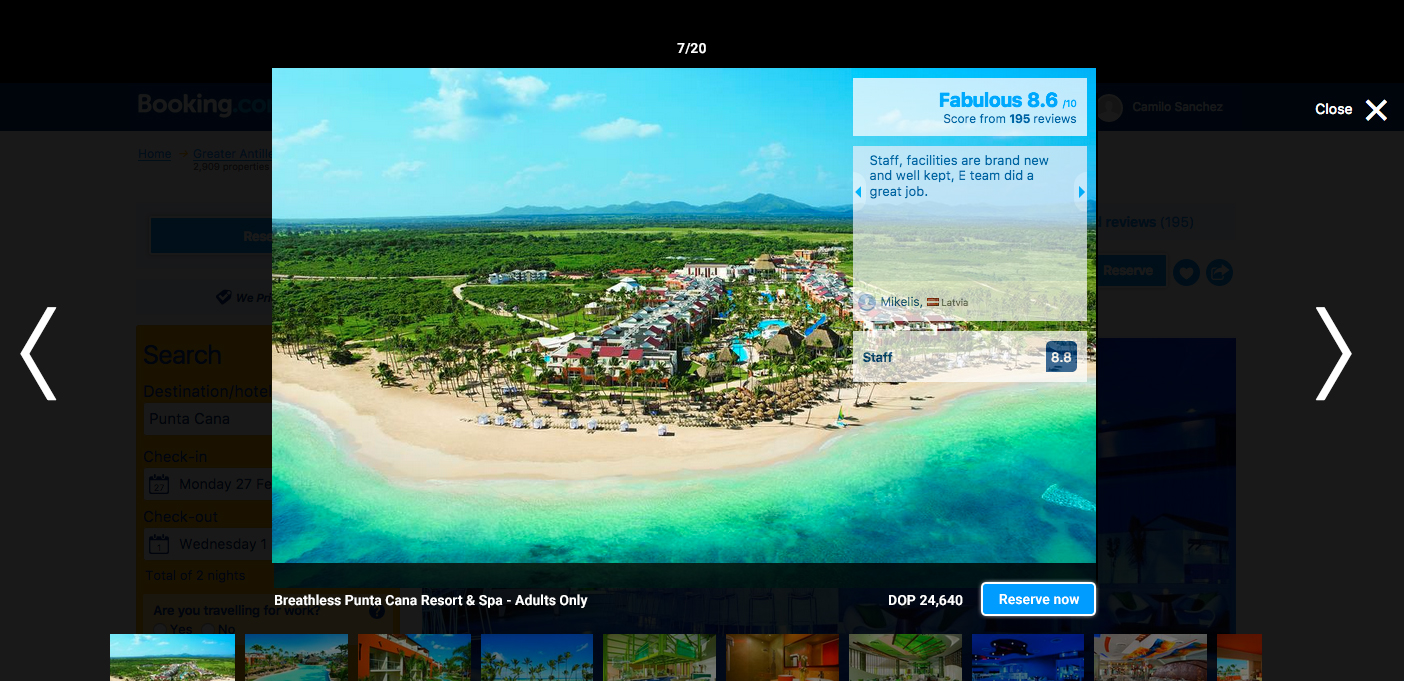 7/20
Booking.co
Camilo Sanchez
Close
Home → Greater Antill
2,909 properties
Fabulous 8.6 /10
Score from 195 reviews
Staff, facilities are brand new
and well kept, E team did a
great job.
Mikelis, Latvia
Staff 8.8
reviews (195)
Reserve
We Pri
Search
Destination/hotel
Punta Cana
Check-in
27
Monday 27 Fe
Check-out
1
Wednesday 1
Total of 2 nights
Are you travelling for work?
Yes No
Breathless Punta Cana Resort & Spa - Adults Only
DOP 24,640
Reserve now